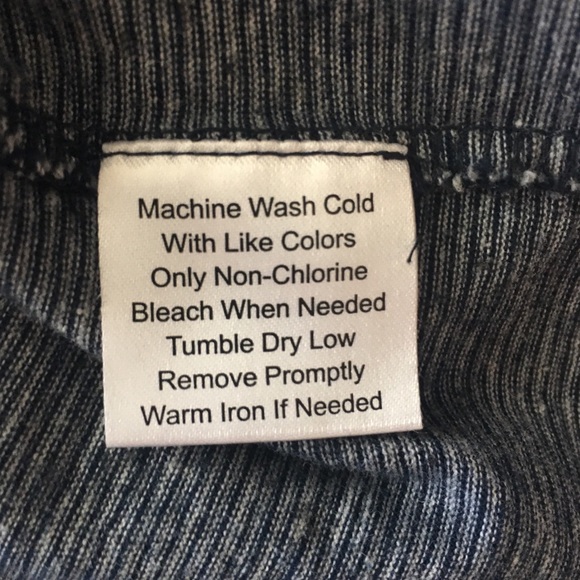 Machine Wash Cold
With Like Colors
Only Non-Chlorine
Bleach When Needed
Tumble Dry Low
Remove Promptly
Warm Iron If Needed